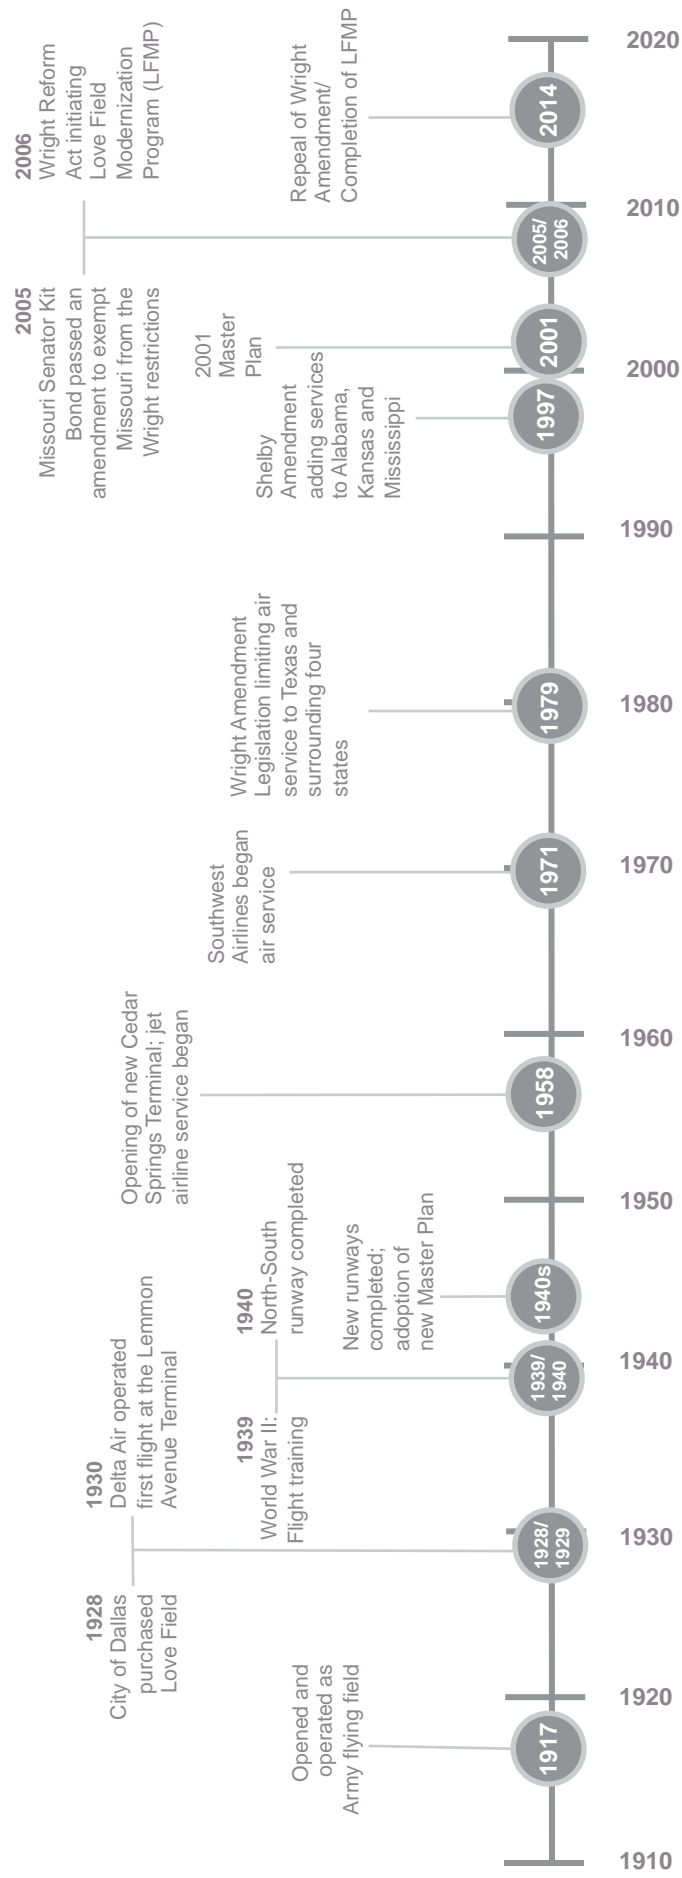 2006
Wright Reform
Act initiating
Love Field
Modernization
Program (LFMP)
2005
Missouri Senator Kit
Bond passed an
amendment to exempt
Missouri from the
Wright restrictions
2005/
2006
Repeal of Wright
Amendment/
Completion of LFMP
2014
2001
Master
Plan
2001
Shelby
Amendment
adding services
to Alabama,
Kansas and
Mississippi
1997
Wright Amendment
Legislation limiting air
service to Texas and
surrounding four
states
1979
Southwest
Airlines began
air service
1971
Opening of new Cedar
Springs Terminal; jet
airline service began
1958
New runways
completed;
adoption of
new Master Plan
1940s
1940
North-South
runway completed
1939
World War II:
Flight training
1939/
1940
1930
Delta Air operated
first flight at the Lemmon
Avenue Terminal
1928
City of Dallas
purchased
Love Field
1928/
1929
Opened and
operated as
Army flying field
1917
2020
2010
2000
1990
1980
1970
1960
1950
1940
1930
1920
1910